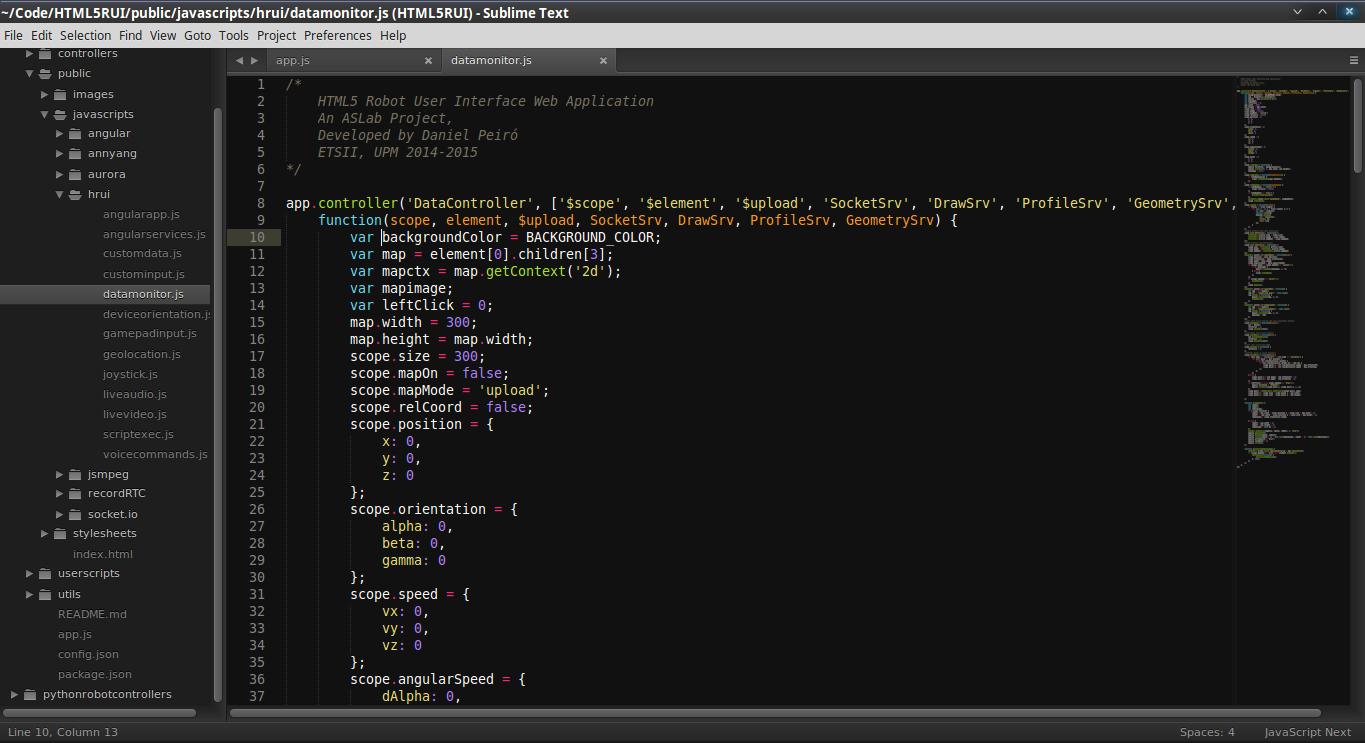 ~/Code/HTML5RUI/public/javascripts/hrui/datamonitor.js (HTML5RUI) - Sublime Text
File Edit Selection Find View Goto Tools Project Preferences Help
controllers
public
images
javascripts
angular
annyang
aurora
hrui
angularapp.js
angularservices.js
customdata.js
custominput.js
datamonitor.js
deviceorientation.js
gamepadinput.js
geolocation.js
joystick.js
liveaudio.js
livevideo.js
scriptexec.js
voicecommands.js
jsmpeg
recordRTC
socket.io
stylesheets
index.html
userscripts
utils
README.md
app.js
config.json
package.json
pythonrobotcontrollers
app.js × datamonitor.js ×
1 /*
2     HTML5 Robot User Interface Web Application
3     An ASLab Project,
4     Developed by Daniel Peiró
5     ETSII, UPM 2014-2015
6 */
7
8 app.controller('DataController', ['$scope', '$element', '$upload', 'SocketSrv', 'DrawSrv', 'ProfileSrv', 'GeometrySrv',
9     function(scope, element, $upload, SocketSrv, DrawSrv, ProfileSrv, GeometrySrv) {
10         var backgroundColor = BACKGROUND_COLOR;
11         var map = element[0].children[3];
12         var mapctx = map.getContext('2d');
13         var mapimage;
14         var leftClick = 0;
15         map.width = 300;
16         map.height = map.width;
17         scope.size = 300;
18         scope.mapOn = false;
19         scope.mapMode = 'upload';
20         scope.relCoord = false;
21         scope.position = {
22             x: 0,
23             y: 0,
24             z: 0
25         };
26         scope.orientation = {
27             alpha: 0,
28             beta: 0,
29             gamma: 0
30         };
31         scope.speed = {
32             vx: 0,
33             vy: 0,
34             vz: 0
35         };
36         scope.angularSpeed = {
37             dAlpha: 0,
Line 10, Column 13 Spaces: 4 JavaScript Next